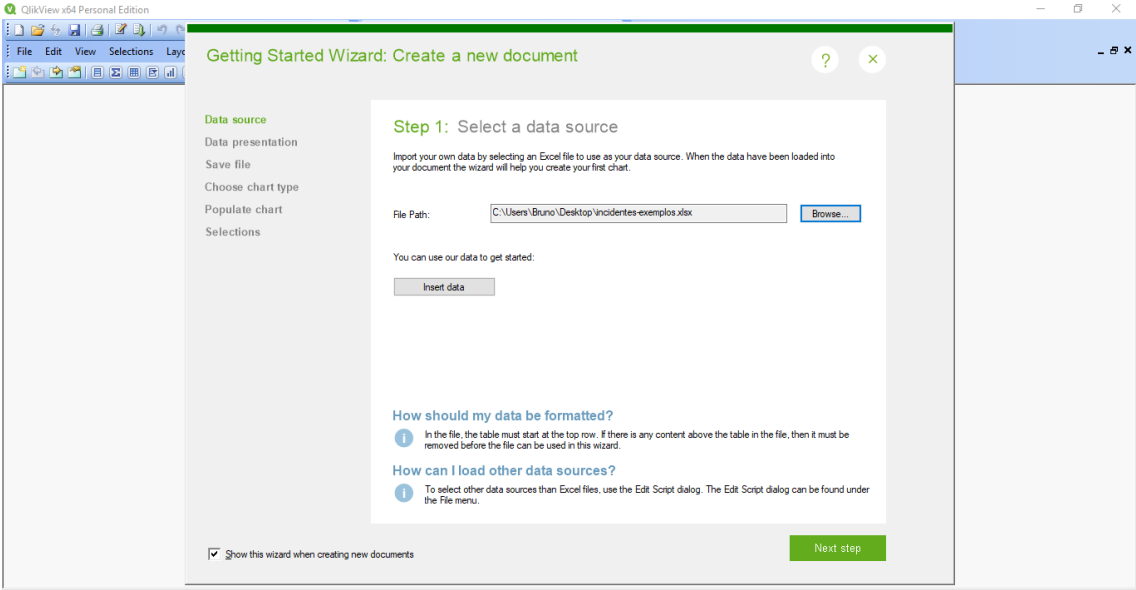 QlikView x64 Personal Edition
File Edit View Selections
Getting Started Wizard: Create a new document
?
Data source
Data presentation
Save file
Choose chart type
Populate chart
Selections
Step 1: Select a data source
Import your own data by selecting an Excel file to use as your data source. When the data have been loaded into
your document the wizard will help you create your first chart.
File Path:
C:\Users\Bruno\Desktop\incidentes-exemplos.xlsx
Browse...
You can use our data to get started:
Insert data
How should my data be formatted?
In the file, the table must start at the top row. If there is any content above the table in the file, then it must be
removed before the file can be used in this wizard.
How can I load other data sources?
To select other data sources than Excel files, use the Edit Script dialog. The Edit Script dialog can be found under
the File menu.
Show this wizard when creating new documents
Next step